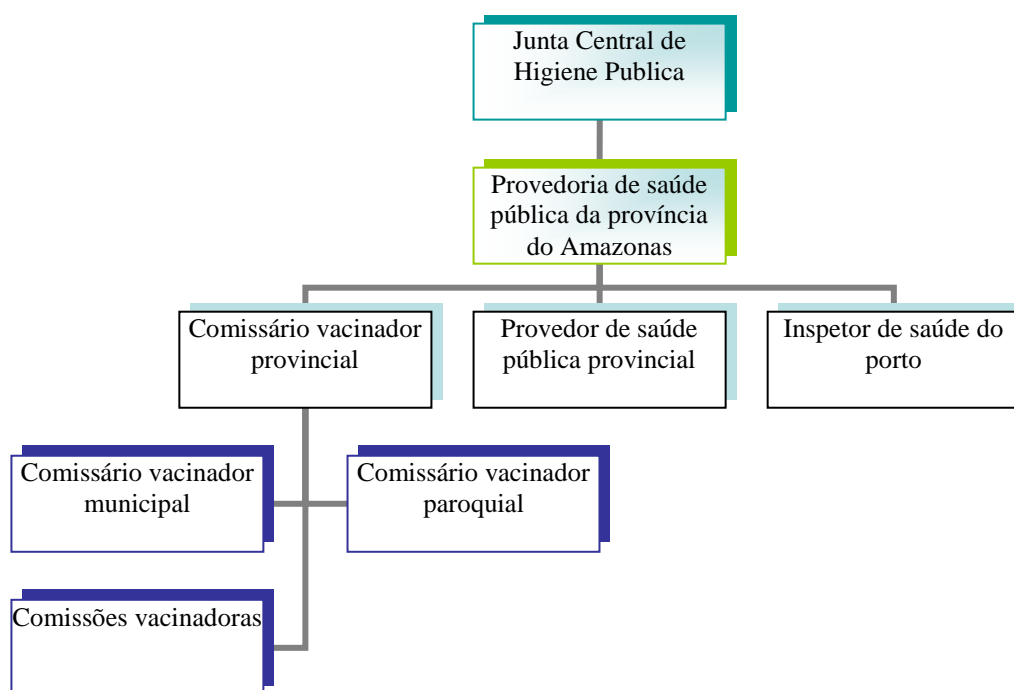 Junta Central de
Higiene Publica
Provedoria de saúde
pública da província
do Amazonas
Comissário vacinador
provincial
Provedor de saúde
pública provincial
Inspetor de saúde do
porto
Comissário vacinador
municipal
Comissário vacinador
paroquial
Comissões vacinadoras